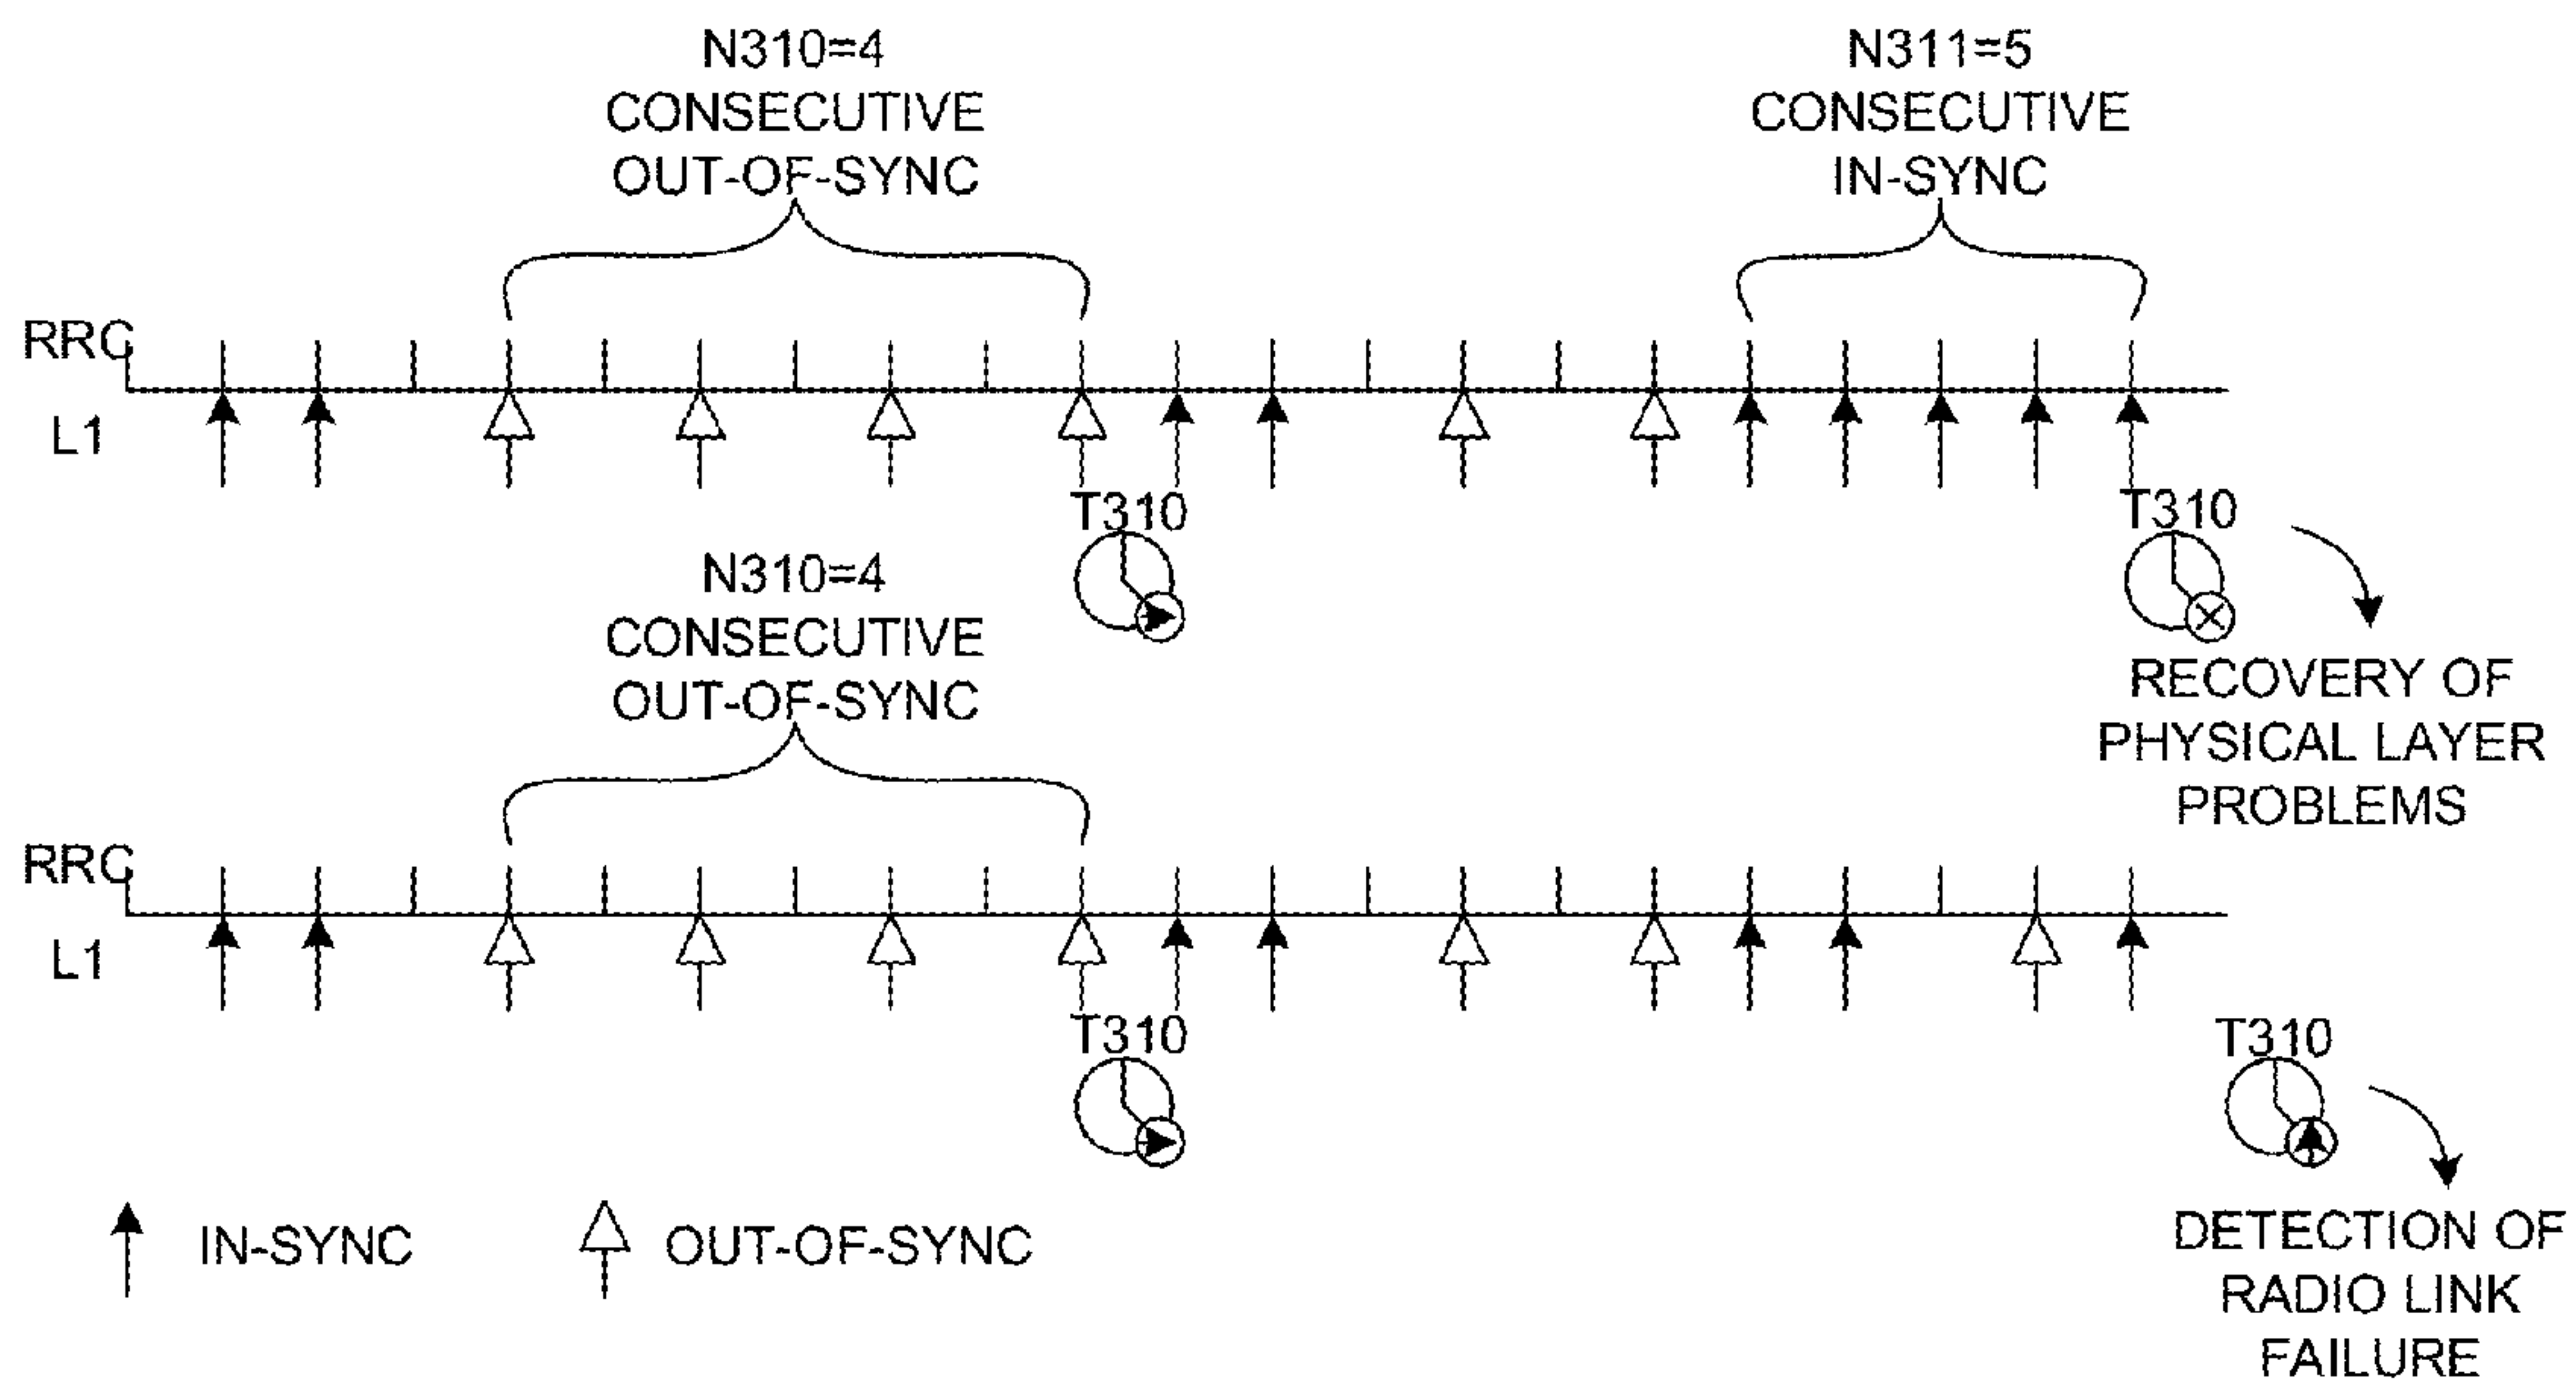 N310=4
CONSECUTIVE
OUT-OF-SYNC
N311=5
CONSECUTIVE
IN-SYNC
RRC
L1
T310
T310
RECOVERY OF
PHYSICAL LAYER
PROBLEMS
N310=4
CONSECUTIVE
OUT-OF-SYNC
RRC
L1
T310
T310
DETECTION OF
RADIO LINK
FAILURE
IN-SYNC
OUT-OF-SYNC